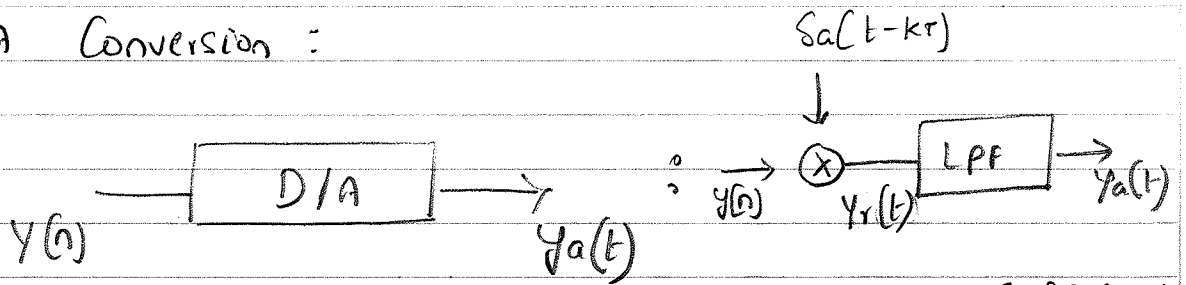 A Conversion :
δa(t-kT)
D/A
:
y[n]
X
LPF
ya(t)
yr(t)
y(n)
ya(t)